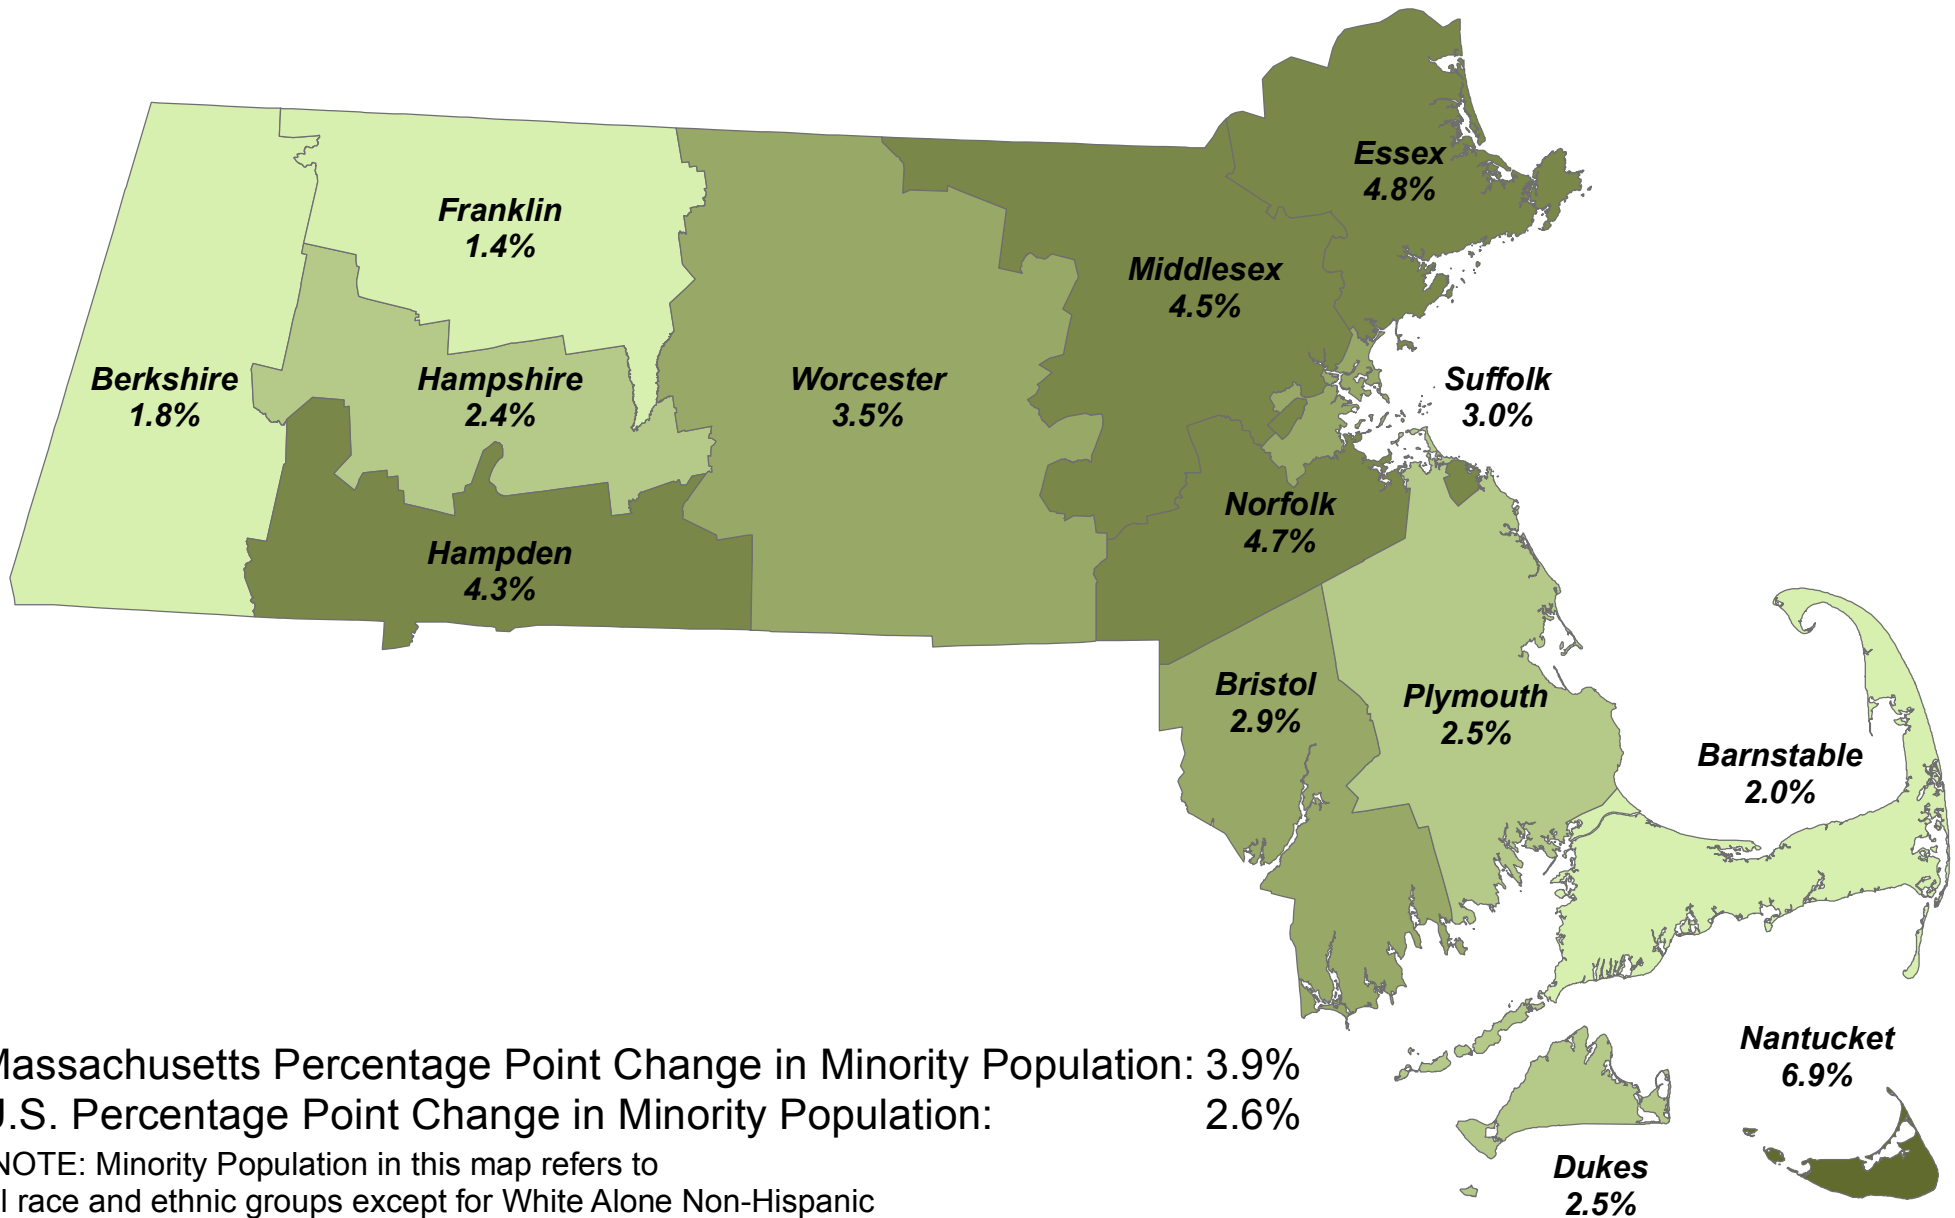 Essex
4.8%
Franklin
1.4%
Middlesex
4.5%
Berkshire
1.8%
Hampshire
2.4%
Worcester
3.5%
Suffolk
3.0%
Norfolk
4.7%
Hampden
4.3%
Bristol
2.9%
Plymouth
2.5%
Barnstable
2.0%
Nantucket
6.9%
Dukes
2.5%
Massachusetts Percentage Point Change in Minority Population: 3.9%
U.S. Percentage Point Change in Minority Population: 2.6%
NOTE: Minority Population in this map refers to
l race and ethnic groups except for White Alone Non-Hispanic